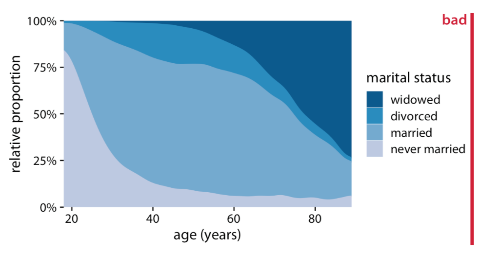 bad
100%
75%
50%
25%
0%
relative proportion
20
40
60
80
age (years)
marital status
widowed
divorced
married
never married